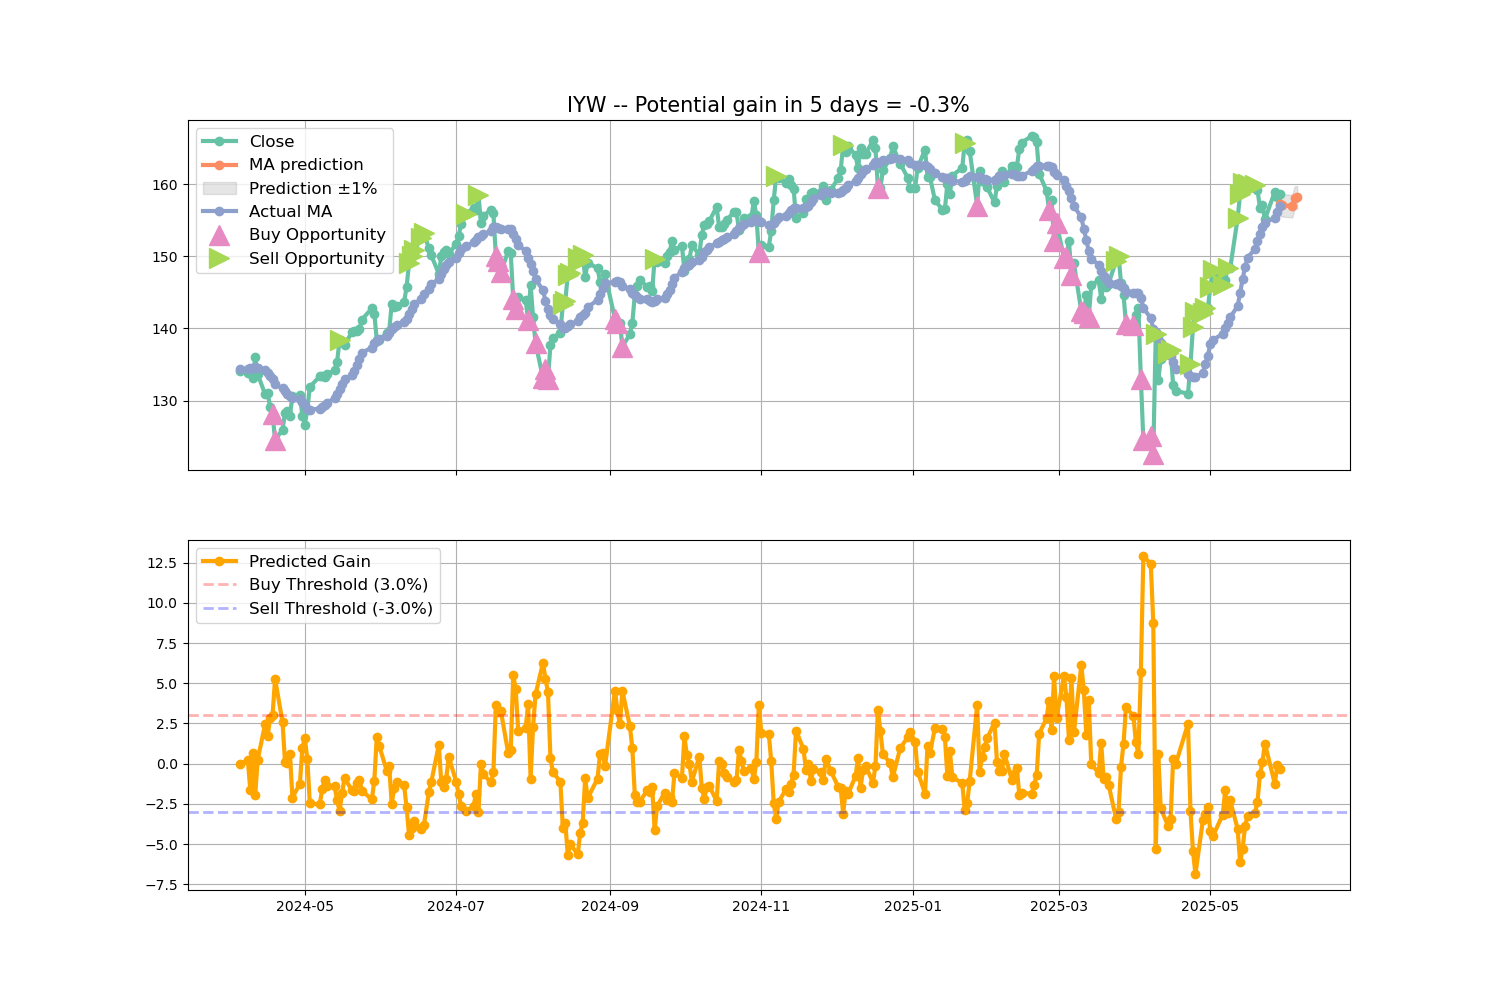 IYW -- Potential gain in 5 days = -0.3%
Close
MA prediction
Prediction ±1%
Actual MA
Buy Opportunity
Sell Opportunity
160
150
140
130
Predicted Gain
Buy Threshold (3.0%)
Sell Threshold (-3.0%)
12.5
10.0
7.5
5.0
2.5
0.0
−2.5
−5.0
−7.5
2024-05 2024-07 2024-09 2024-11 2025-01 2025-03 2025-05